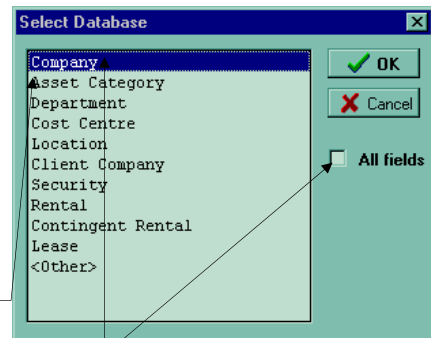 Select Database
Company
Asset Category
Department
Cost Centre
Location
Client Company
Security
Rental
Contingent Rental
Lease
<Other>
OK
Cancel
All fields